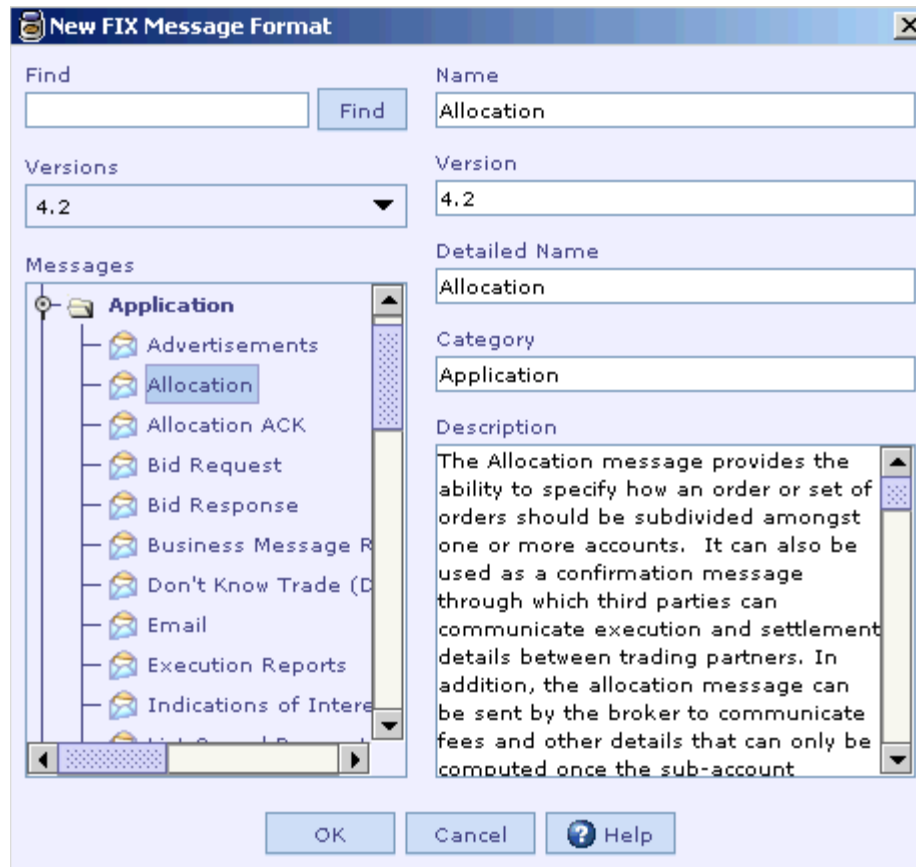 New FIX Message Format
Find
Find
Versions
4.2
Messages
Application
Advertisements
Allocation
Allocation ACK
Bid Request
Bid Response
Business Message R
Don't Know Trade (D
Email
Execution Reports
Indications of Intere
Name
Allocation
Version
4.2
Detailed Name
Allocation
Category
Application
Description
The Allocation message provides the
ability to specify how an order or set of
orders should be subdivided amongst
one or more accounts.  It can also be
used as a confirmation message
through which third parties can
communicate execution and settlement
details between trading partners. In
addition, the allocation message can
be sent by the broker to communicate
fees and other details that can only be
computed once the sub-account
OK
Cancel
Help